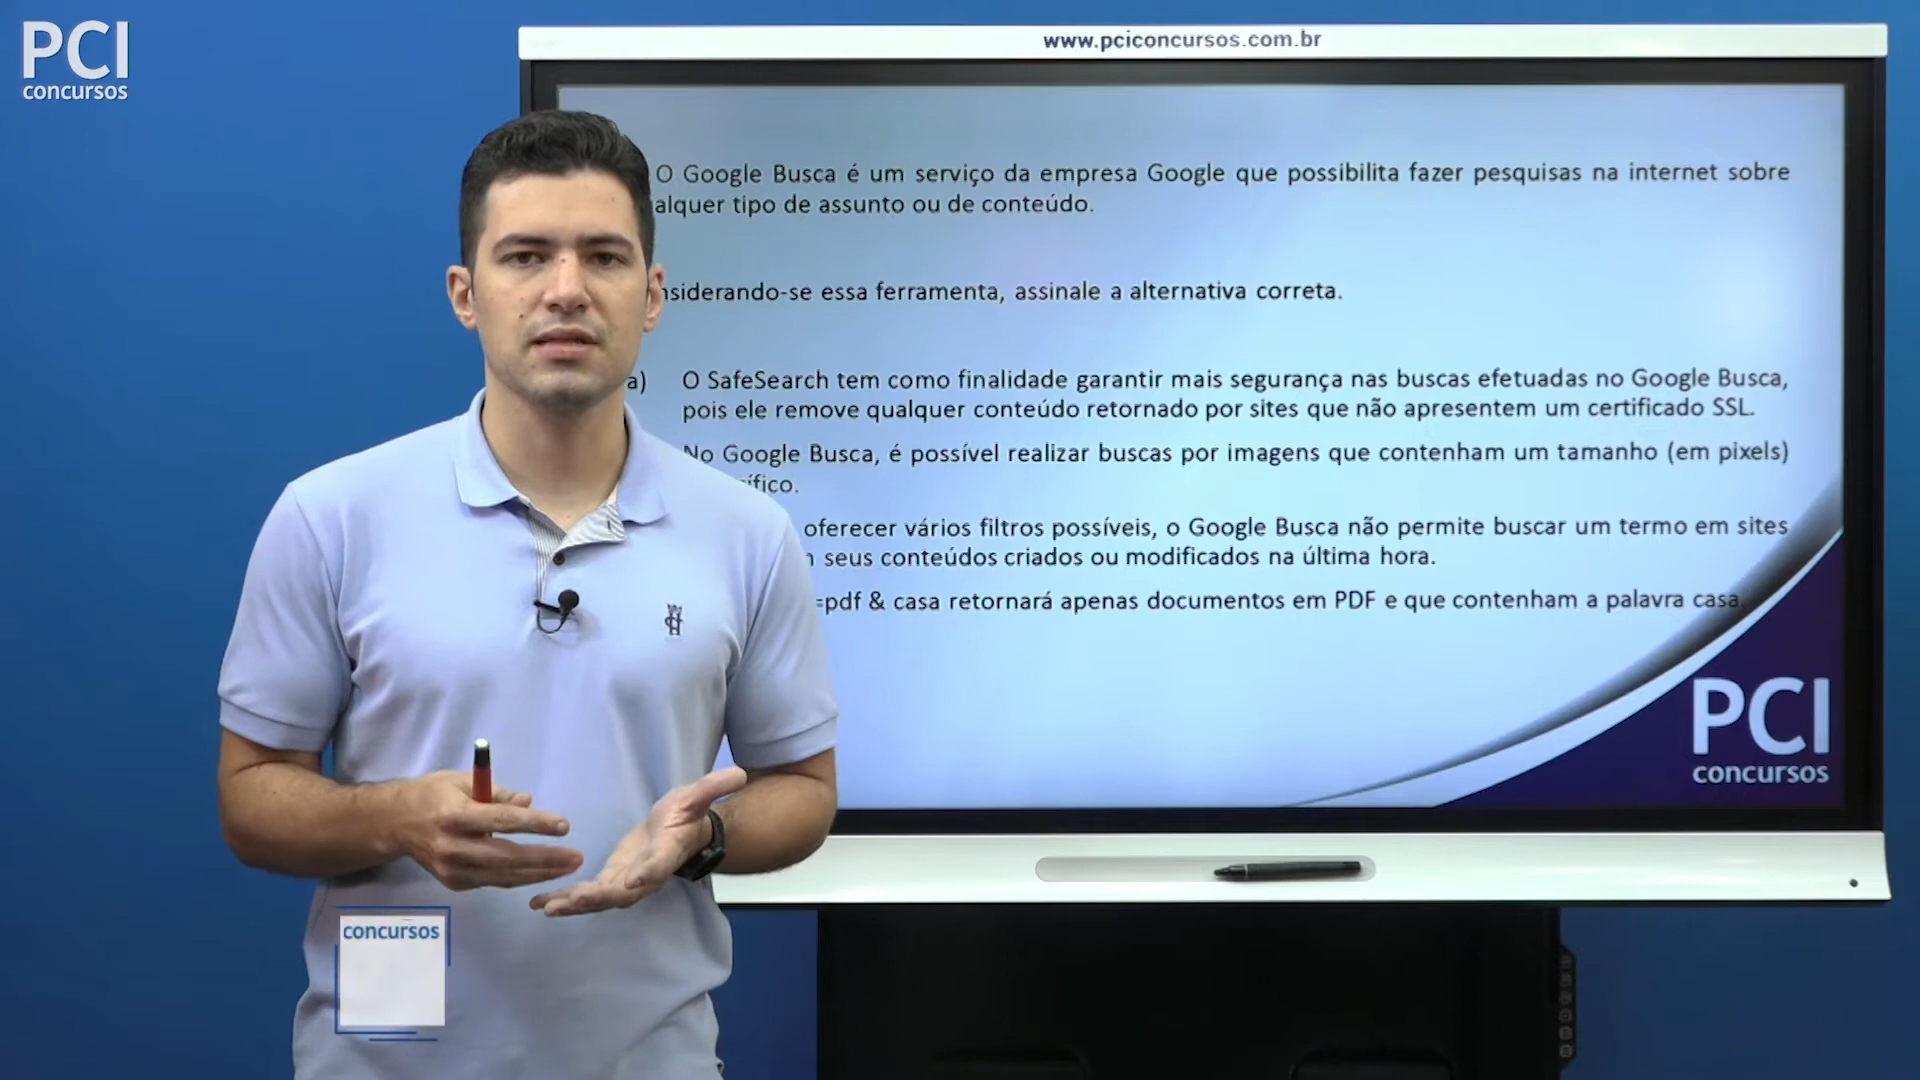 PCI
concursos
www.pciconcursos.com.br
O Google Busca é um serviço da empresa Google que possibilita fazer pesquisas na internet sobre
alquer tipo de assunto ou de conteúdo.
nsiderando-se essa ferramenta, assinale a alternativa correta.
a) O SafeSearch tem como finalidade garantir mais segurança nas buscas efetuadas no Google Busca,
pois ele remove qualquer conteúdo retornado por sites que não apresentem um certificado SSL.
No Google Busca, é possível realizar buscas por imagens que contenham um tamanho (em pixels)
ífico.
oferecer vários filtros possíveis, o Google Busca não permite buscar um termo em sites
seus conteúdos criados ou modificados na última hora.
=pdf & casa retornará apenas documentos em PDF e que contenham a palavra casa.
PCI
concursos
concursos